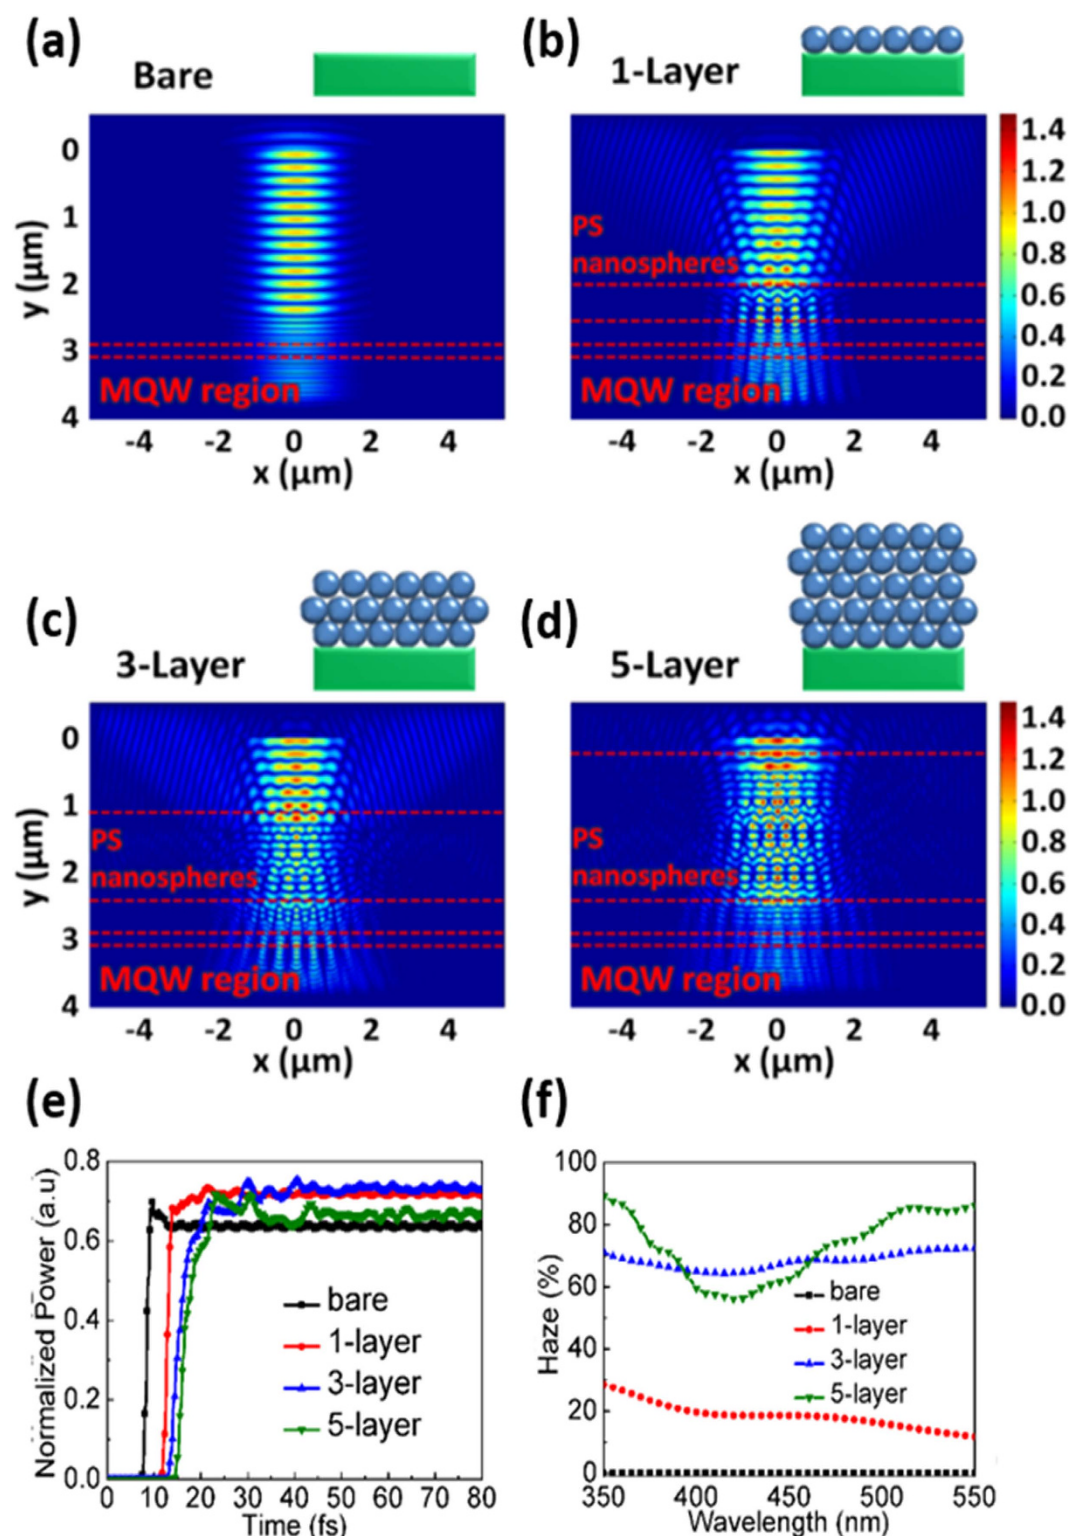 (a)
Bare
(b)
1-Layer
0
1
2
3
4
y (μm)
MQW region
-4 -2 0 2 4
x (μm)
PS
nanospheres
MQW region
-4 -2 0 2 4
x (μm)
1.4
1.2
1.0
0.8
0.6
0.4
0.2
0.0
(c)
3-Layer
(d)
5-Layer
0
1
2
3
4
y (μm)
PS
nanospheres
MQW region
-4 -2 0 2 4
x (μm)
PS
nanospheres
MQW region
-4 -2 0 2 4
x (μm)
1.4
1.2
1.0
0.8
0.6
0.4
0.2
0.0
(e)
0.8
0.6
0.4
0.2
0.0
Normalized Power (a.u)
bare
1-layer
3-layer
5-layer
0 10 20 30 40 50 60 70 80
Time (fs)
(f)
100
80
60
40
20
0
Haze (%)
bare
1-layer
3-layer
5-layer
350 400 450 500 550
Wavelength (nm)